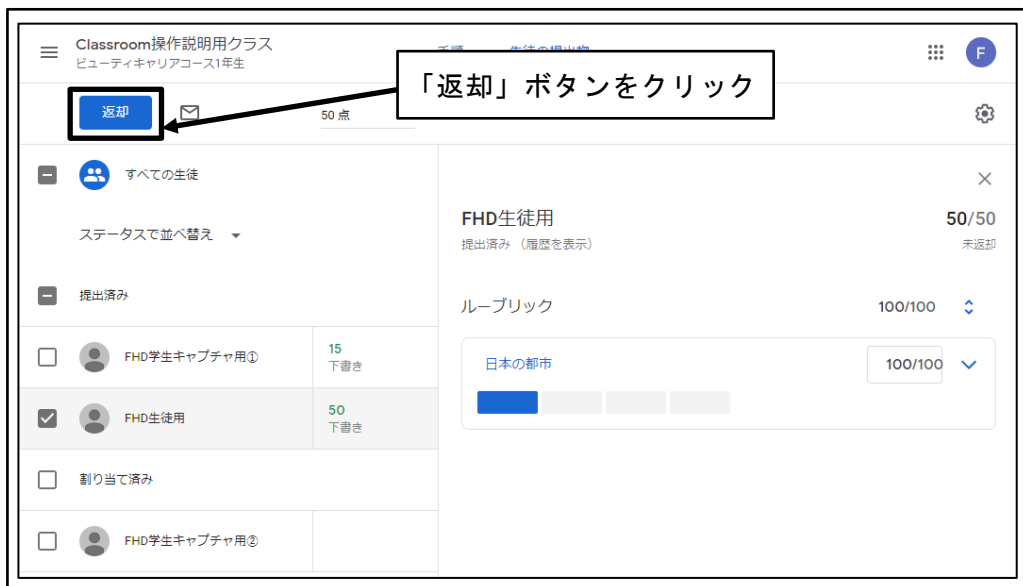 Classroom操作説明用クラス
ビューティキャリアコース1年生
F
「返却」ボタンをクリック
返却
50 点
すべての生徒
ステータスで並べ替え
提出済み
FHD学生キャプチャ用①
15
下書き
FHD生徒用
50
下書き
割り当て済み
FHD学生キャプチャ用②
FHD生徒用
50/50
提出済み (履歴を表示)
未返却
ルーブリック
100/100
日本の都市
100/100